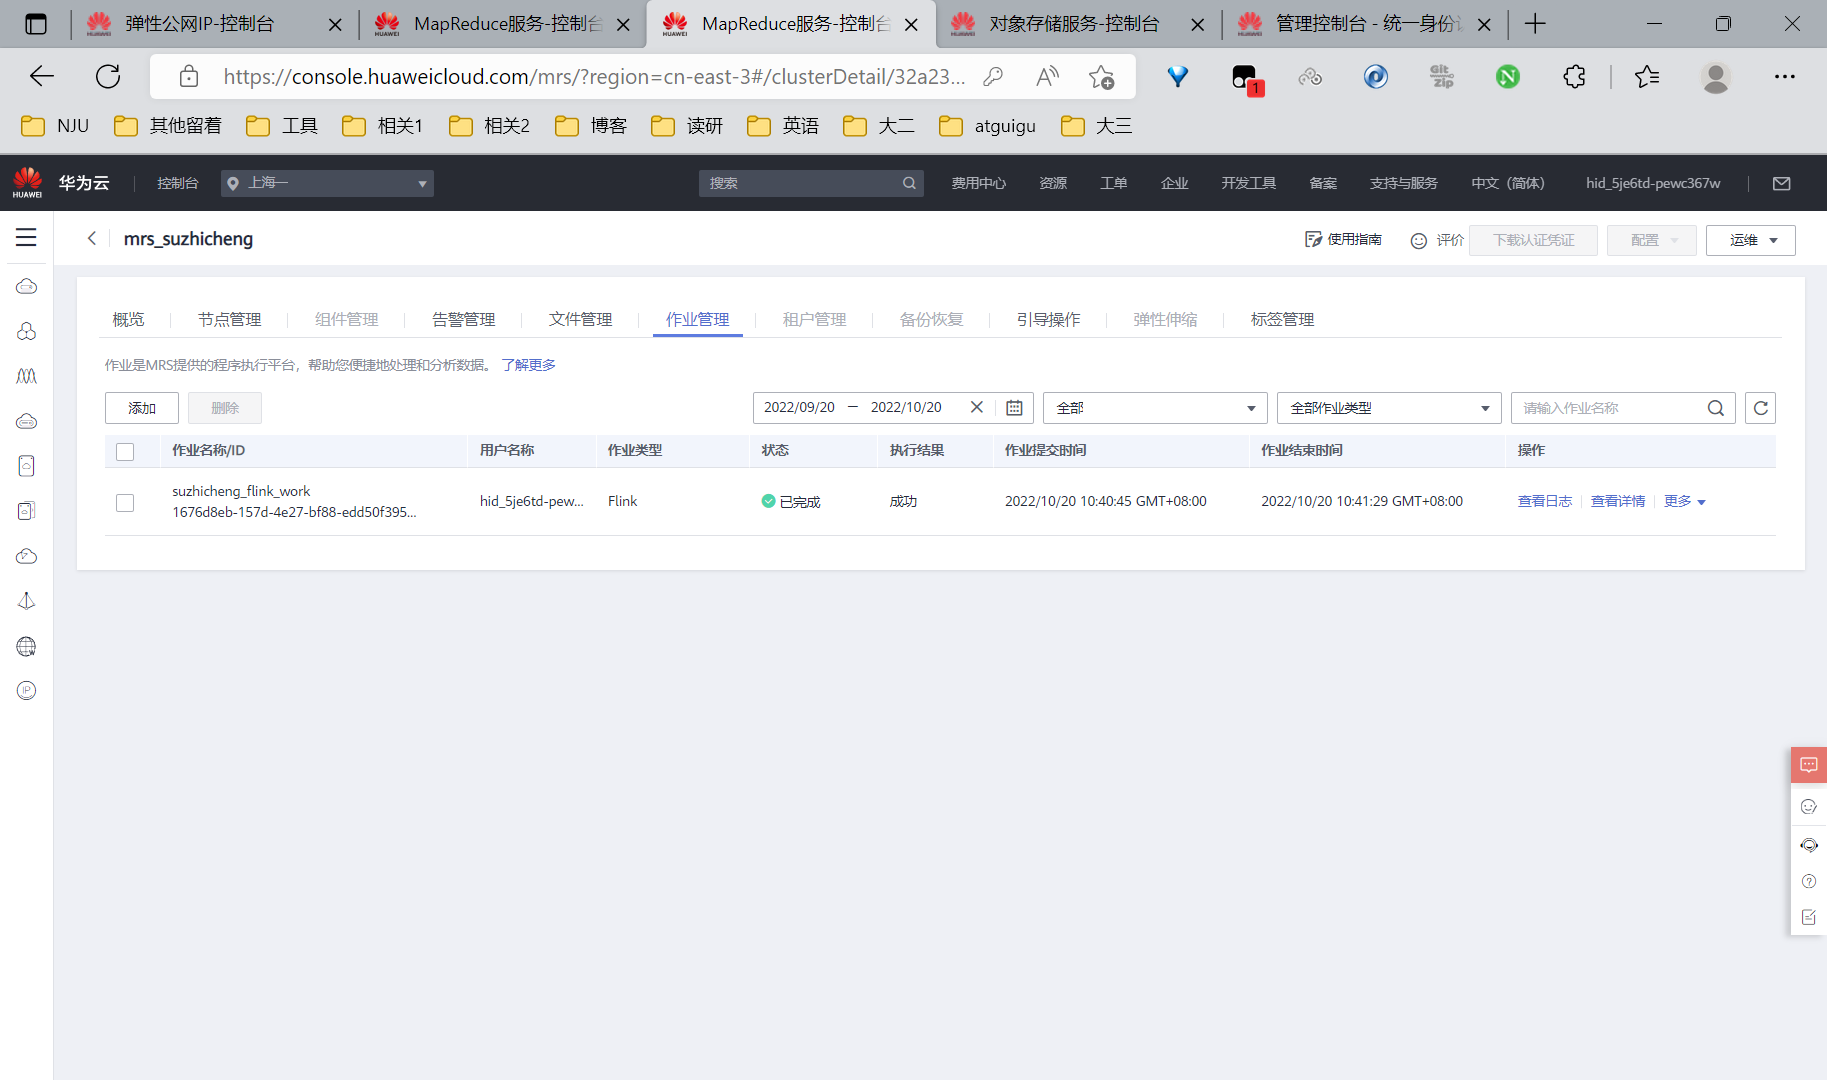 弹性公网IP-控制台
MapReduce服务-控制台
MapReduce服务-控制台
对象存储服务-控制台
管理控制台 - 统一身份
https://console.huaweicloud.com/mrs/?region=cn-east-3#/clusterDetail/32a23...
1
Git Zip
N
NJU
其他留着
工具
相关1
相关2
博客
读研
英语
大二
atguigu
大三
HUAWEI
华为云
控制台
上海一
搜索
费用中心
资源
工单
企业
开发工具
备案
支持与服务
中文（简体）
hid_5je6td-pewc367w
mrs_suzhicheng
使用指南
评价
下载认证凭证
配置
运维
概览
节点管理
组件管理
告警管理
文件管理
作业管理
租户管理
备份恢复
引导操作
弹性伸缩
标签管理
作业是MRS提供的程序执行平台，帮助您便捷地处理和分析数据。 了解更多
添加
删除
2022/09/20 — 2022/10/20
全部
全部作业类型
请输入作业名称
作业名称/ID
用户名称
作业类型
状态
执行结果
作业提交时间
作业结束时间
操作
suzhicheng_flink_work
1676d8eb-157d-4e27-bf88-edd50f395...
hid_5je6td-pew...
Flink
已完成
成功
2022/10/20 10:40:45 GMT+08:00
2022/10/20 10:41:29 GMT+08:00
查看日志
查看详情
更多
IP